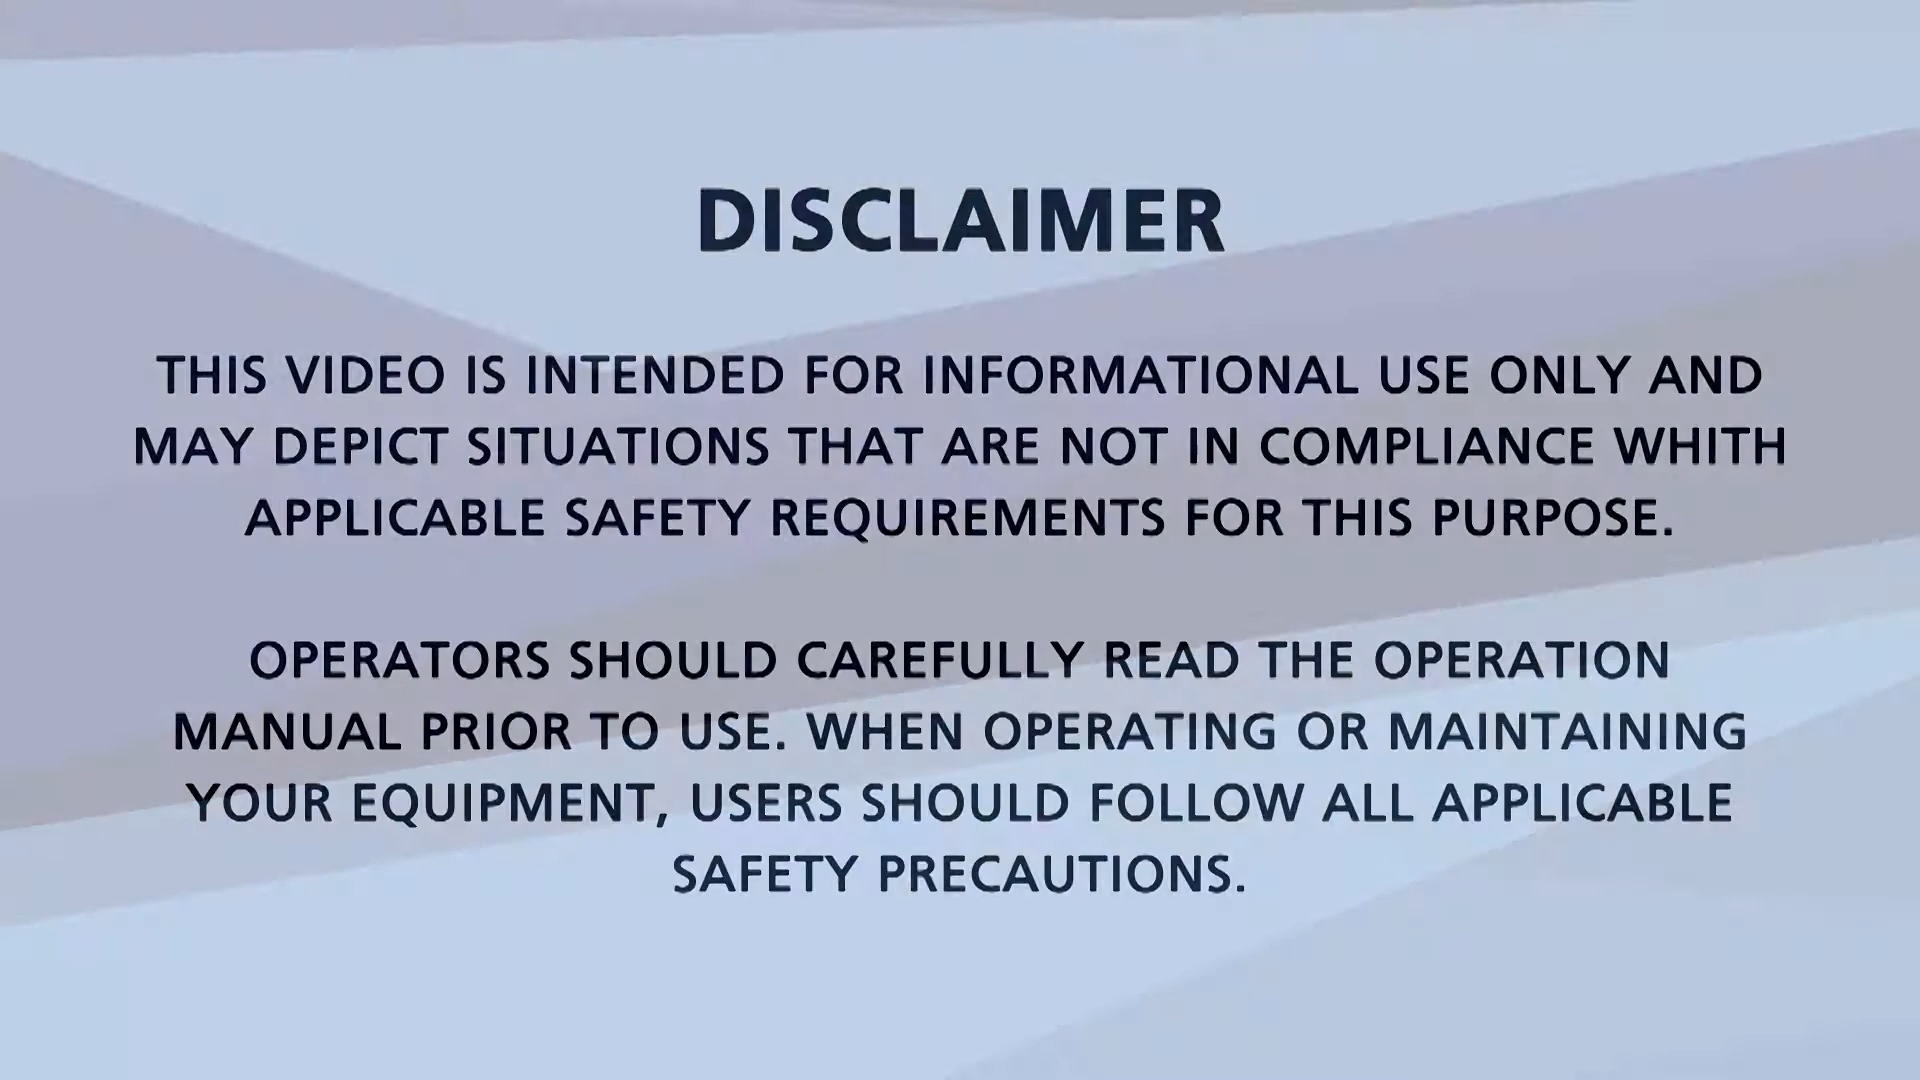 DISCLAIMER
THIS VIDEO IS INTENDED FOR INFORMATIONAL USE ONLY AND
MAY DEPICT SITUATIONS THAT ARE NOT IN COMPLIANCE WHITH
APPLICABLE SAFETY REQUIREMENTS FOR THIS PURPOSE.
OPERATORS SHOULD CAREFULLY READ THE OPERATION
MANUAL PRIOR TO USE. WHEN OPERATING OR MAINTAINING
YOUR EQUIPMENT, USERS SHOULD FOLLOW ALL APPLICABLE
SAFETY PRECAUTIONS.